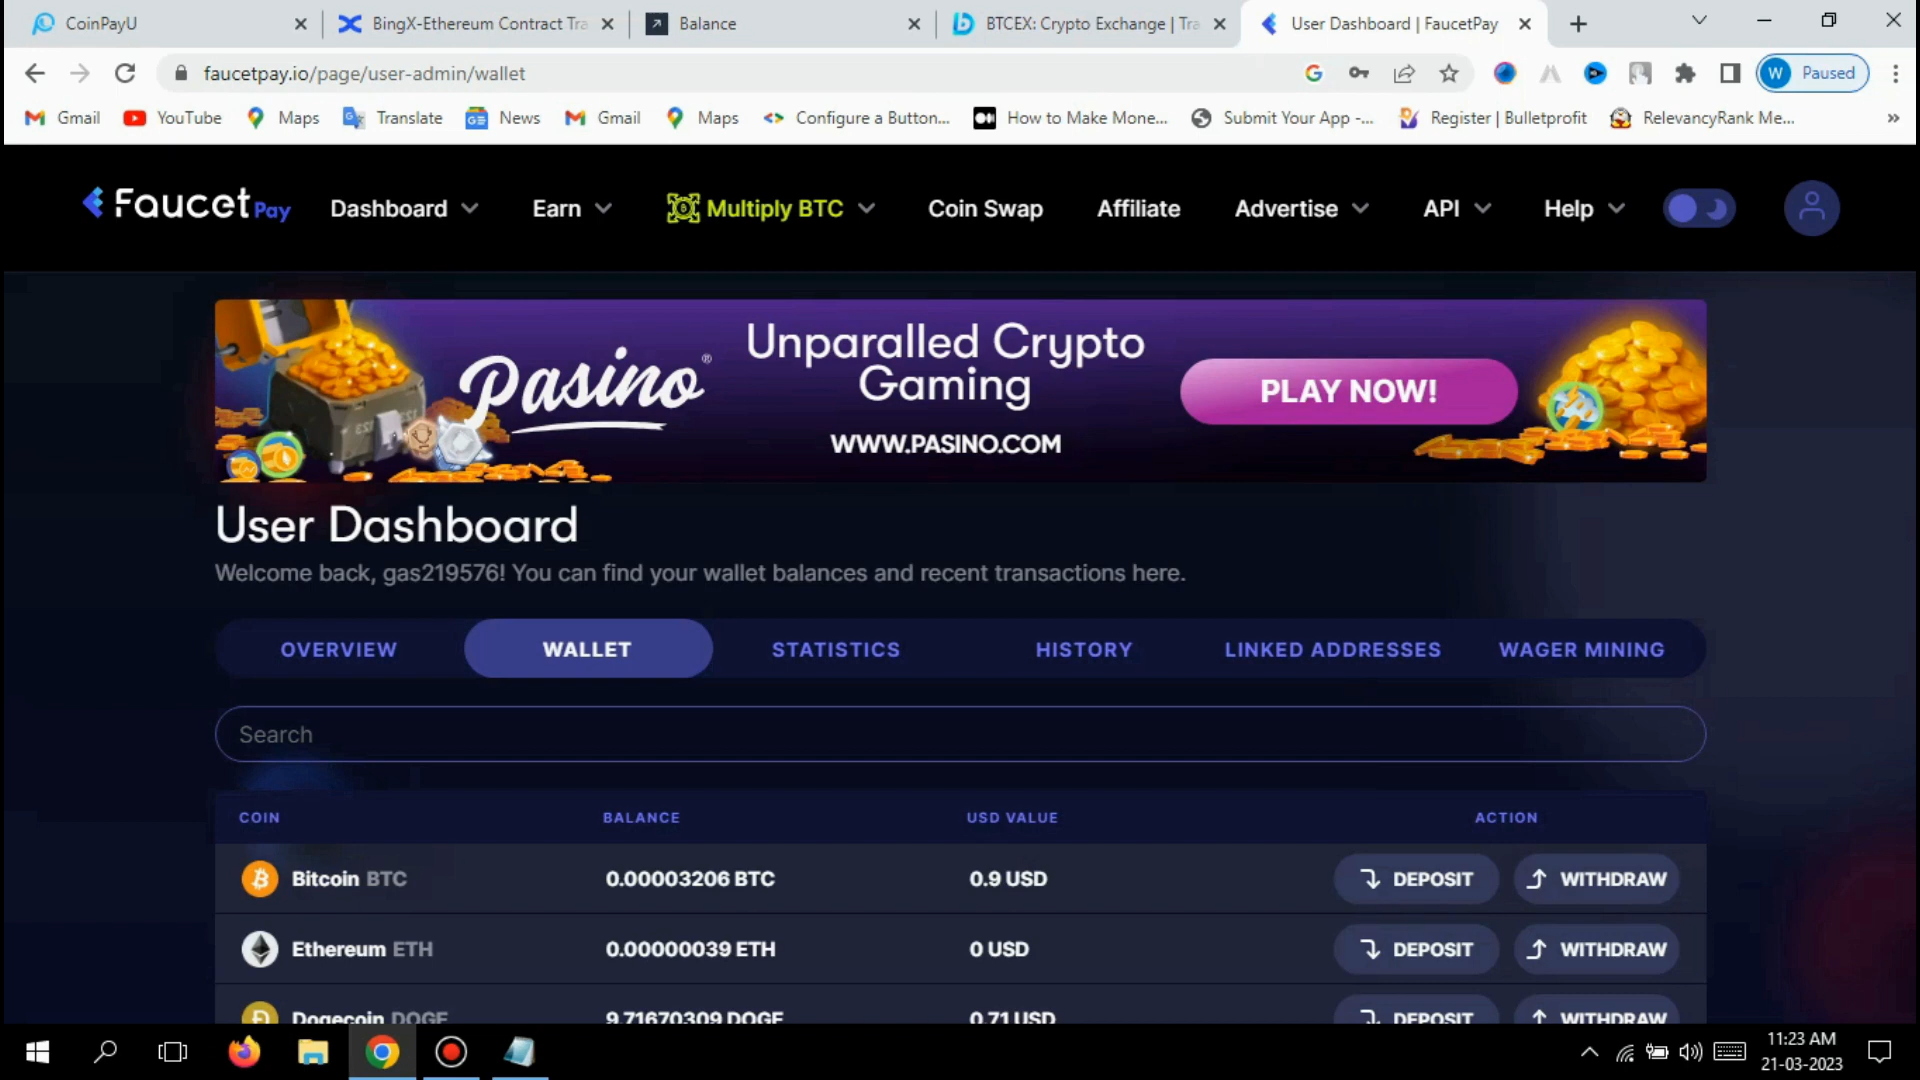 CoinPayU
BingX-Ethereum Contract Tra
Balance
BTCEX: Crypto Exchange | Tra
User Dashboard | FaucetPay
faucetpay.io/page/user-admin/wallet
W Paused
Gmail
YouTube
Maps
Translate
News
Gmail
Maps
Configure a Button...
How to Make Mone...
Submit Your App -...
Register | Bulletprofit
RelevancyRank Me...
»
FaucetPay
Dashboard
Earn
Multiply BTC
Coin Swap
Affiliate
Advertise
API
Help
Pasino®
Unparalled Crypto
Gaming
WWW.PASINO.COM
PLAY NOW!
User Dashboard
Welcome back, gas219576! You can find your wallet balances and recent transactions here.
OVERVIEW
WALLET
STATISTICS
HISTORY
LINKED ADDRESSES
WAGER MINING
Search
COIN BALANCE USD VALUE ACTION
Bitcoin BTC 0.00003206 BTC 0.9 USD DEPOSIT WITHDRAW
Ethereum ETH 0.00000039 ETH 0 USD DEPOSIT WITHDRAW
Dogecoin DOGE 9.71670309 DOGE 0.71 USD DEPOSIT WITHDRAW
11:23 AM
21-03-2023